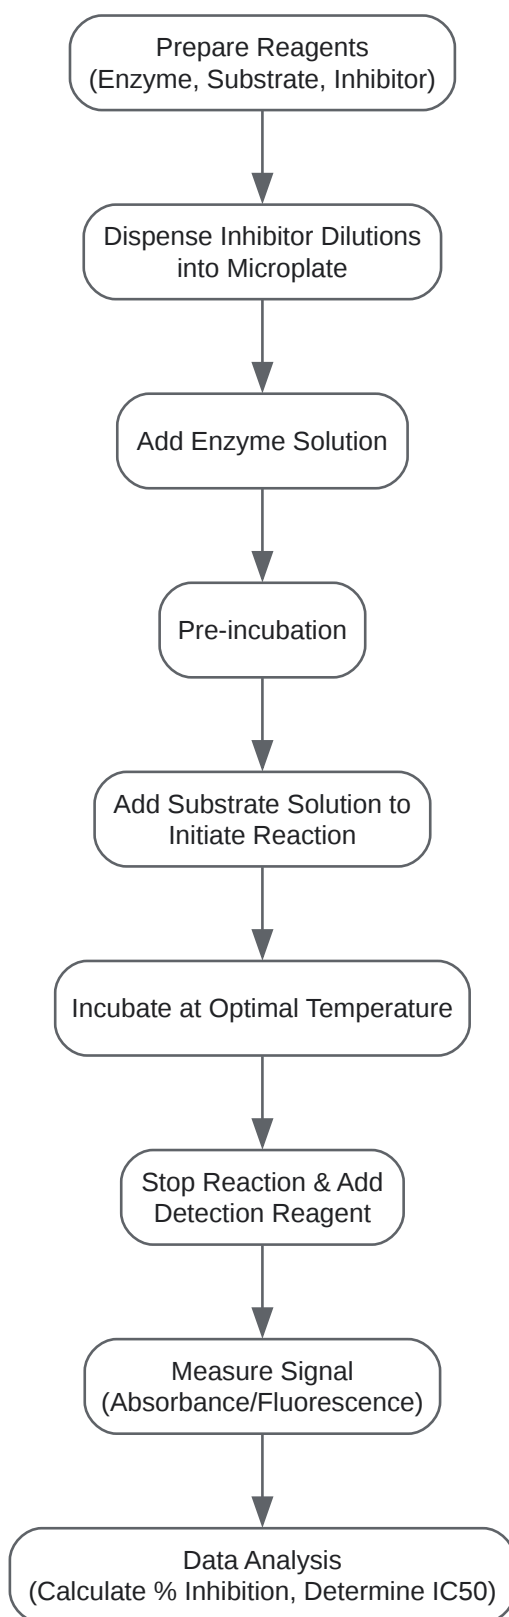 Prepare Reagents
(Enzyme, Substrate, Inhibitor)
Dispense Inhibitor Dilutions
into Microplate
Add Enzyme Solution
Pre-incubation
Add Substrate Solution to
Initiate Reaction
Incubate at Optimal Temperature
Stop Reaction & Add
Detection Reagent
Measure Signal
(Absorbance/Fluorescence)
Data Analysis
(Calculate % Inhibition, Determine IC50)